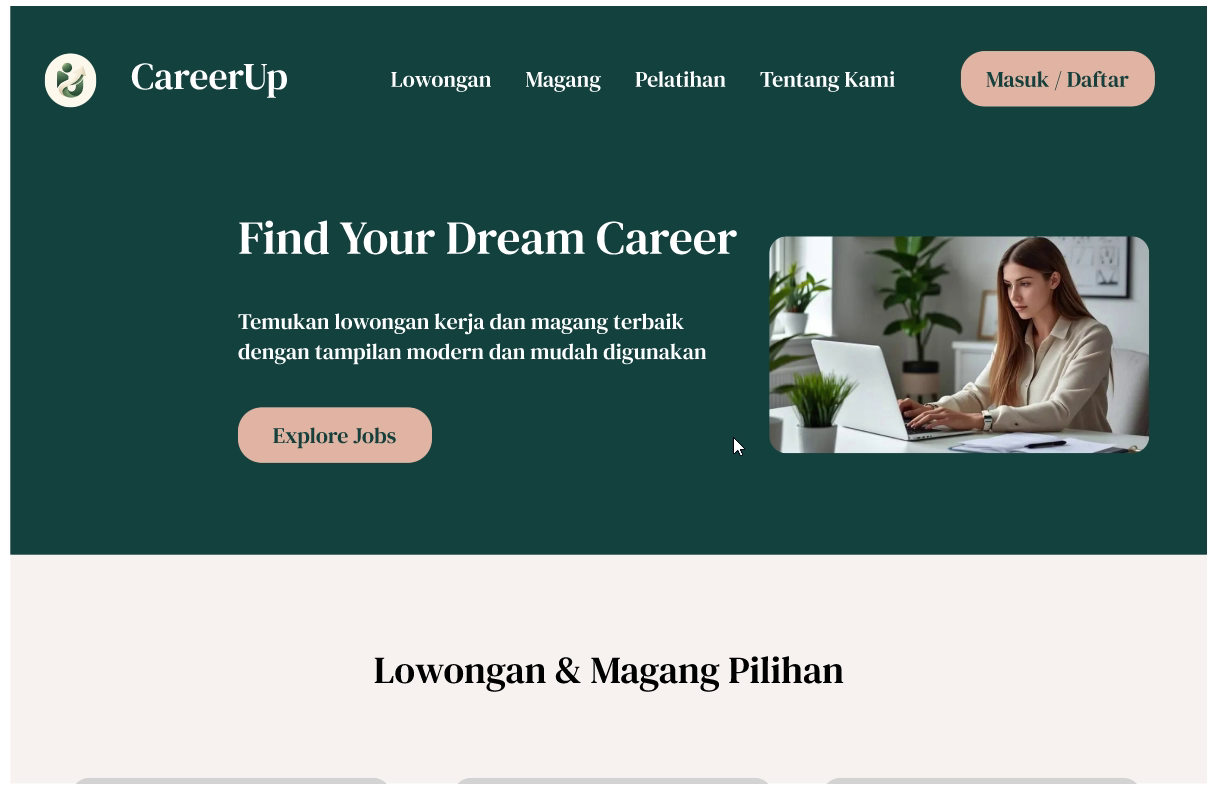 CareerUp
Lowongan
Magang
Pelatihan
Tentang Kami
Masuk / Daftar
Find Your Dream Career
Temukan lowongan kerja dan magang terbaik
dengan tampilan modern dan mudah digunakan
Explore Jobs
Lowongan & Magang Pilihan